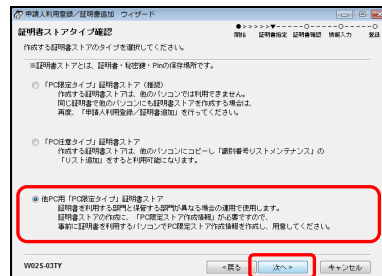 申請人利用登録／証明書追加　ウィザード
証明書ストアタイプ確認
●>>>>▼-----○-----○-----○
開始　証明書指定　証明書確認　情報入力　登録
作成する証明書ストアのタイプを選択してください。
※証明書ストアとは、証明書・秘密鍵・Pinの保存場所です。
「PC限定タイプ」証明書ストア（推奨）
作成する証明書ストアは、他のパソコンでは利用できません。
同じ証明書で他のパソコンにも証明書ストアを作成する場合は、
再度、「申請人利用登録／証明書追加」を行ってください。
「PC任意タイプ」証明書ストア
作成する証明書ストアは、他のパソコンにコピーし「識別番号リストメンテナンス」の
「リスト追加」をすると利用可能になります。
他PC用「PC限定タイプ」証明書ストア
証明書を利用する部門と保管する部門が異なる場合の運用で使用します。
証明書ストアの作成に、「PC限定ストア作成情報」が必要ですので、
事前に証明書を利用するパソコンでPC限定ストア作成情報を作成し、用意してください。
W02S-03TY
<戻る
次へ>
キャンセル